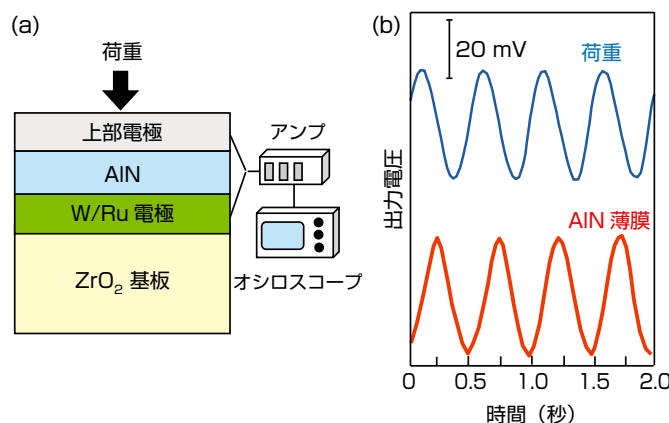 (a)
荷重
上部電極
AlN
W/Ru 電極
ZrO2 基板
アンプ
オシロスコープ
(b)
20 mV
荷重
AlN 薄膜
出力電圧
0 0.5 1.0 1.5 2.0
時間（秒）